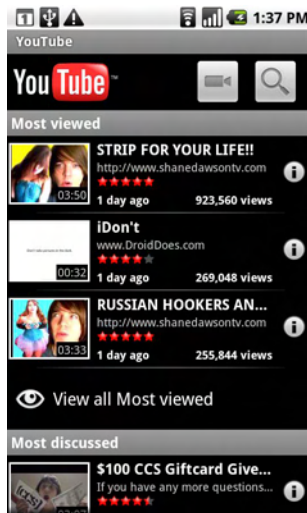 1:37 PM
YouTube
You Tube™
Most viewed
STRIP FOR YOUR LIFE!!
http://www.shanedawsontv.com
03:50
1 day ago 923,560 views
iDon't
www.DroidDoes.com
00:32
1 day ago 269,048 views
RUSSIAN HOOKERS AN...
http://www.shanedawsontv.com
03:33
1 day ago 255,844 views
View all Most viewed
Most discussed
$100 CCS Giftcard Give...
If you have any more questions...
[CCS]